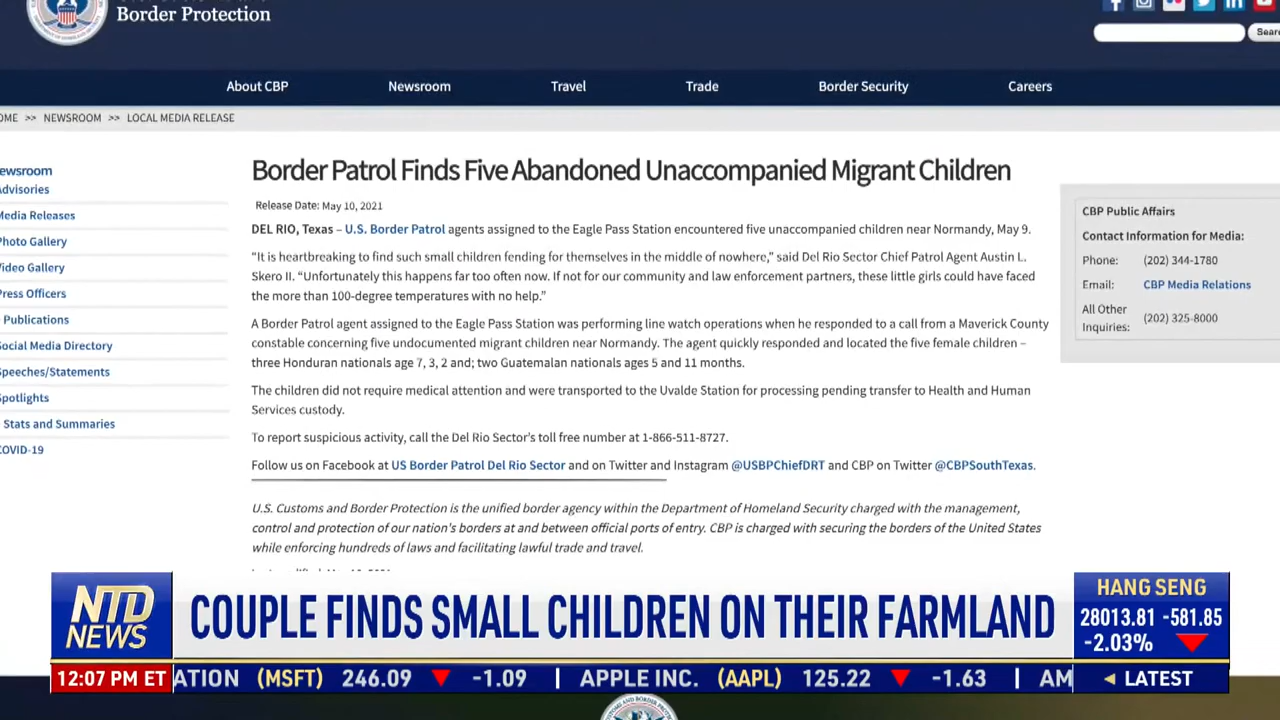 Border Protection
Sear
About CBP
Newsroom
Travel
Trade
Border Security
Careers
OME >> NEWSROOM >> LOCAL MEDIA RELEASE
ewsroom
Advisories
Media Releases
Photo Gallery
Video Gallery
Press Officers
Publications
Social Media Directory
Speeches/Statements
Spotlights
Stats and Summaries
COVID-19
Border Patrol Finds Five Abandoned Unaccompanied Migrant Children
Release Date: May 10, 2021
DEL RIO, Texas – U.S. Border Patrol agents assigned to the Eagle Pass Station encountered five unaccompanied children near Normandy, May 9.
"It is heartbreaking to find such small children fending for themselves in the middle of nowhere," said Del Rio Sector Chief Patrol Agent Austin L.
Skero II. "Unfortunately this happens far too often now. If not for our community and law enforcement partners, these little girls could have faced
the more than 100-degree temperatures with no help."
A Border Patrol agent assigned to the Eagle Pass Station was performing line watch operations when he responded to a call from a Maverick County
constable concerning five undocumented migrant children near Normandy. The agent quickly responded and located the five female children –
three Honduran nationals age 7, 3, 2 and; two Guatemalan nationals ages 5 and 11 months.
The children did not require medical attention and were transported to the Uvalde Station for processing pending transfer to Health and Human
Services custody.
To report suspicious activity, call the Del Rio Sector's toll free number at 1-866-511-8727.
Follow us on Facebook at US Border Patrol Del Rio Sector and on Twitter and Instagram @USBPChiefDRT and CBP on Twitter @CBPSouthTexas.
U.S. Customs and Border Protection is the unified border agency within the Department of Homeland Security charged with the management,
control and protection of our nation's borders at and between official ports of entry. CBP is charged with securing the borders of the United States
while enforcing hundreds of laws and facilitating lawful trade and travel.
CBP Public Affairs
Contact Information for Media:
Phone: (202) 344-1780
Email: CBP Media Relations
All Other
Inquiries: (202) 325-8000
NTD
NEWS
COUPLE FINDS SMALL CHILDREN ON THEIR FARMLAND
HANG SENG
28013.81 -581.85
-2.03%
12:07 PM ET
ATION (MSFT) 246.09 ▼ -1.09 | APPLE INC. (AAPL) 125.22 ▼ -1.63 | AM
◄ LATEST